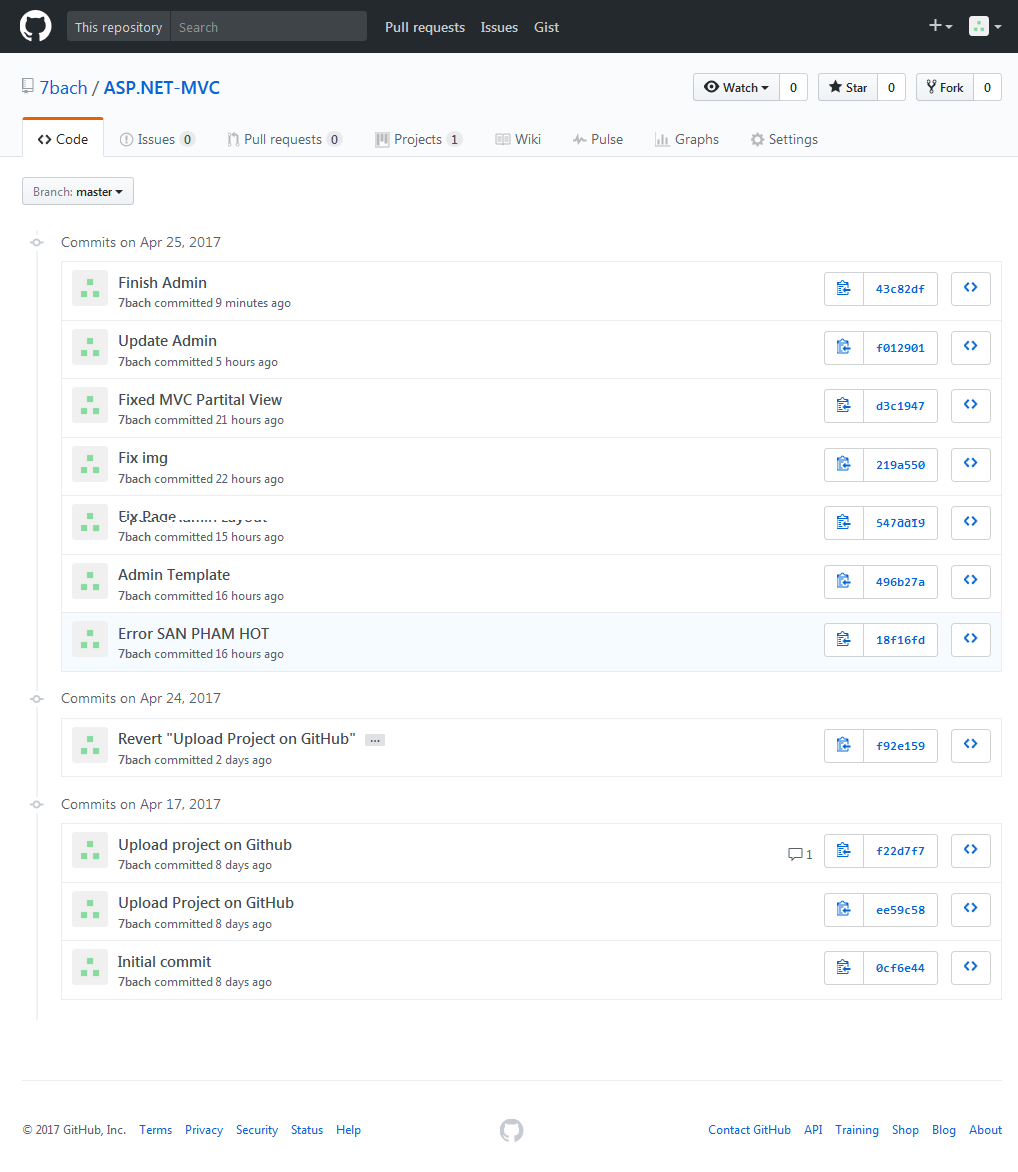 This repository Search Pull requests Issues Gist
7bach / ASP.NET-MVC Watch 0 Star 0 Fork 0
Code Issues 0 Pull requests 0 Projects 1 Wiki Pulse Graphs Settings
Branch: master
Commits on Apr 25, 2017
Finish Admin
7bach committed 9 minutes ago 43c82df
Update Admin
7bach committed 5 hours ago f012901
Fixed MVC Partital View
7bach committed 21 hours ago d3c1947
Fix img
7bach committed 22 hours ago 219a550
Fix Page
7bach committed 15 hours ago
Admin Template
7bach committed 16 hours ago 496b27a
Error SAN PHAM HOT
7bach committed 16 hours ago 18f16fd
Commits on Apr 24, 2017
Revert "Upload Project on GitHub" …
7bach committed 2 days ago f92e159
Commits on Apr 17, 2017
Upload project on Github
7bach committed 8 days ago 1 f22d7f7
Upload Project on GitHub
7bach committed 8 days ago ee59c58
Initial commit
7bach committed 8 days ago 0cf6e44
© 2017 GitHub, Inc. Terms Privacy Security Status Help Contact GitHub API Training Shop Blog About